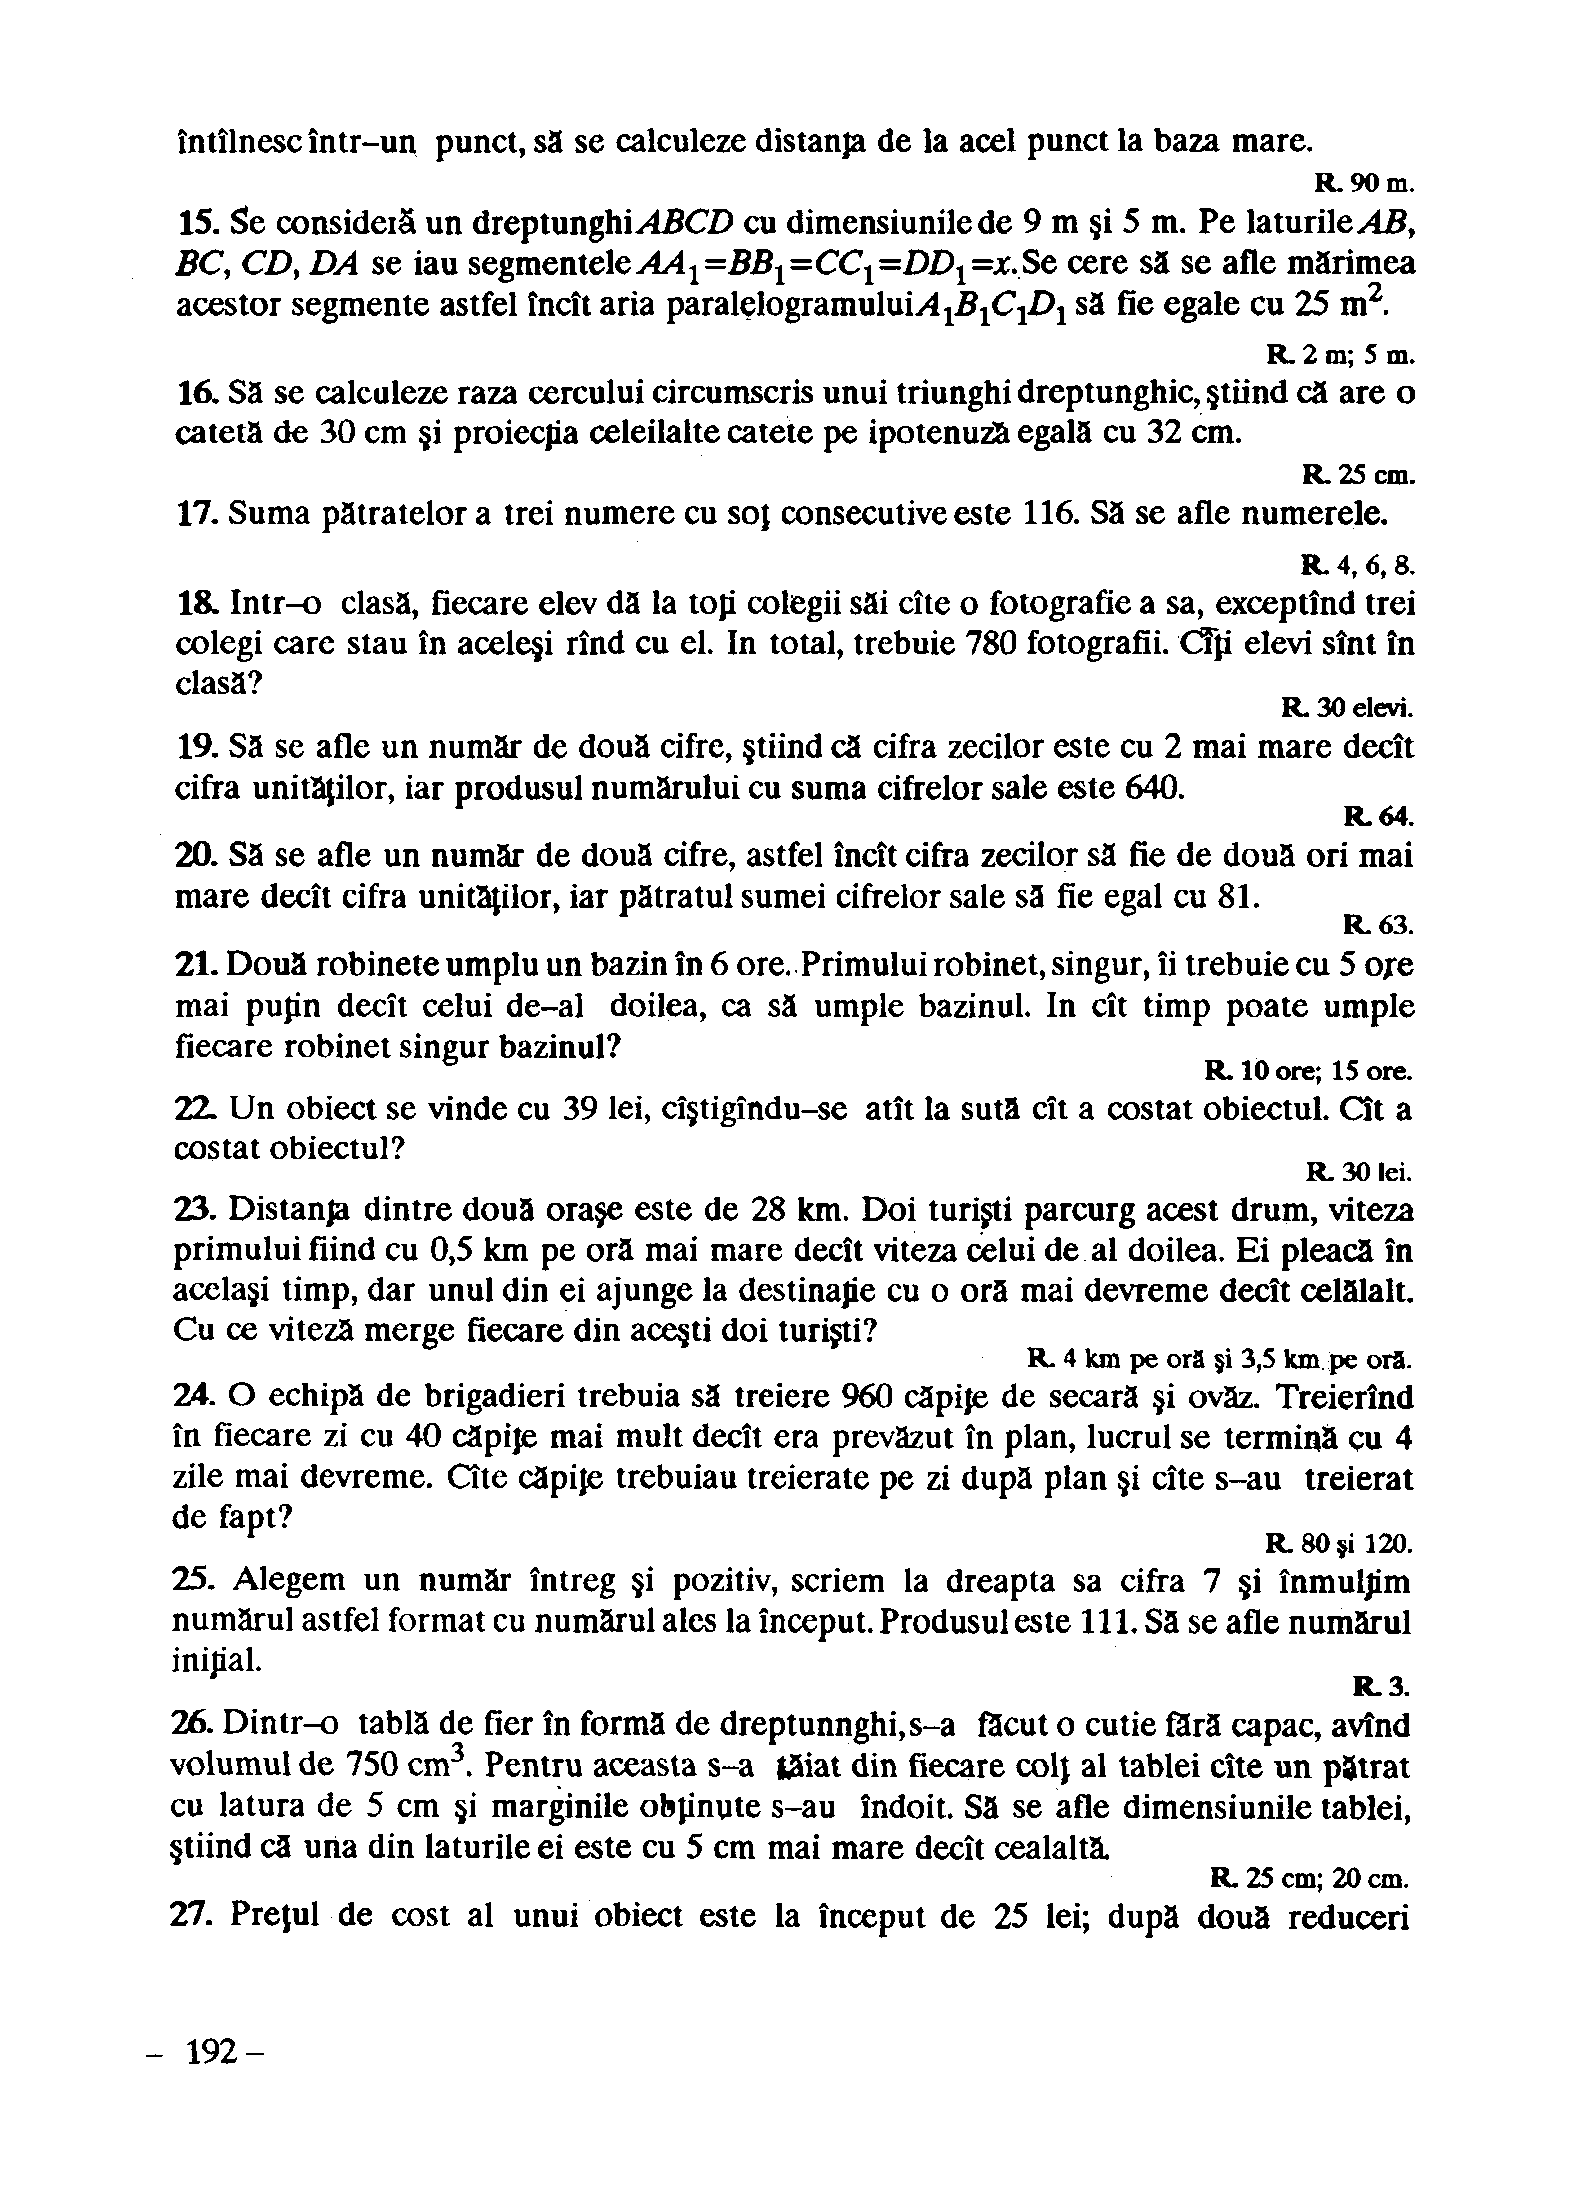 întîlnesc într-un punct, să se calculeze distanţa de la acel punct la baza mare.
R. 90 m.
15. Se consideră un dreptunghi ABCD cu dimensiunile de 9 m şi 5 m. Pe laturile AB,
BC, CD, DA se iau segmentele AA₁=BB₁=CC₁=DD₁=x. Se cere să se afle mărimea
acestor segmente astfel încît aria paralelogramului A₁B₁C₁D₁ să fie egale cu 25 m².
R. 2 m; 5 m.
16. Să se calculeze raza cercului circumscris unui triunghi dreptunghic, ştiind că are o
catetă de 30 cm şi proiecţia celeilalte catete pe ipotenuză egală cu 32 cm.
R. 25 cm.
17. Suma pătratelor a trei numere cu soţ consecutive este 116. Să se afle numerele.
R. 4, 6, 8.
18. Intr-o clasă, fiecare elev dă la toţi colegii săi cîte o fotografie a sa, exceptînd trei
colegi care stau în aceleşi rînd cu el. In total, trebuie 780 fotografii. Cîţi elevi sînt în
clasă?
R. 30 elevi.
19. Să se afle un număr de două cifre, ştiind că cifra zecilor este cu 2 mai mare decît
cifra unităţilor, iar produsul numărului cu suma cifrelor sale este 640.
R. 64.
20. Să se afle un număr de două cifre, astfel încît cifra zecilor să fie de două ori mai
mare decît cifra unităţilor, iar pătratul sumei cifrelor sale să fie egal cu 81.
R. 63.
21. Două robinete umplu un bazin în 6 ore. Primului robinet, singur, îi trebuie cu 5 ore
mai puţin decît celui de-al doilea, ca să umple bazinul. In cît timp poate umple
fiecare robinet singur bazinul?
R. 10 ore; 15 ore.
22. Un obiect se vinde cu 39 lei, cîştigîndu-se atît la sută cît a costat obiectul. Cît a
costat obiectul?
R. 30 lei.
23. Distanţa dintre două oraşe este de 28 km. Doi turişti parcurg acest drum, viteza
primului fiind cu 0,5 km pe oră mai mare decît viteza celui de al doilea. Ei pleacă în
acelaşi timp, dar unul din ei ajunge la destinaţie cu o oră mai devreme decît celălalt.
Cu ce viteză merge fiecare din aceşti doi turişti?
R. 4 km pe oră şi 3,5 km pe oră.
24. O echipă de brigadieri trebuia să treiere 960 căpiţe de secară şi ovăz. Treierînd
în fiecare zi cu 40 căpiţe mai mult decît era prevăzut în plan, lucrul se termină cu 4
zile mai devreme. Cîte căpiţe trebuiau treierate pe zi după plan şi cîte s-au treierat
de fapt?
R. 80 şi 120.
25. Alegem un număr întreg şi pozitiv, scriem la dreapta sa cifra 7 şi înmulţim
numărul astfel format cu numărul ales la început. Produsul este 111. Să se afle numărul
iniţial.
R. 3.
26. Dintr-o tablă de fier în formă de dreptunnghi, s-a făcut o cutie fără capac, avînd
volumul de 750 cm³. Pentru aceasta s-a tăiat din fiecare colţ al tablei cîte un pătrat
cu latura de 5 cm şi marginile obţinute s-au îndoit. Să se afle dimensiunile tablei,
ştiind că una din laturile ei este cu 5 cm mai mare decît cealaltă.
R. 25 cm; 20 cm.
27. Preţul de cost al unui obiect este la început de 25 lei; după două reduceri
- 192 -